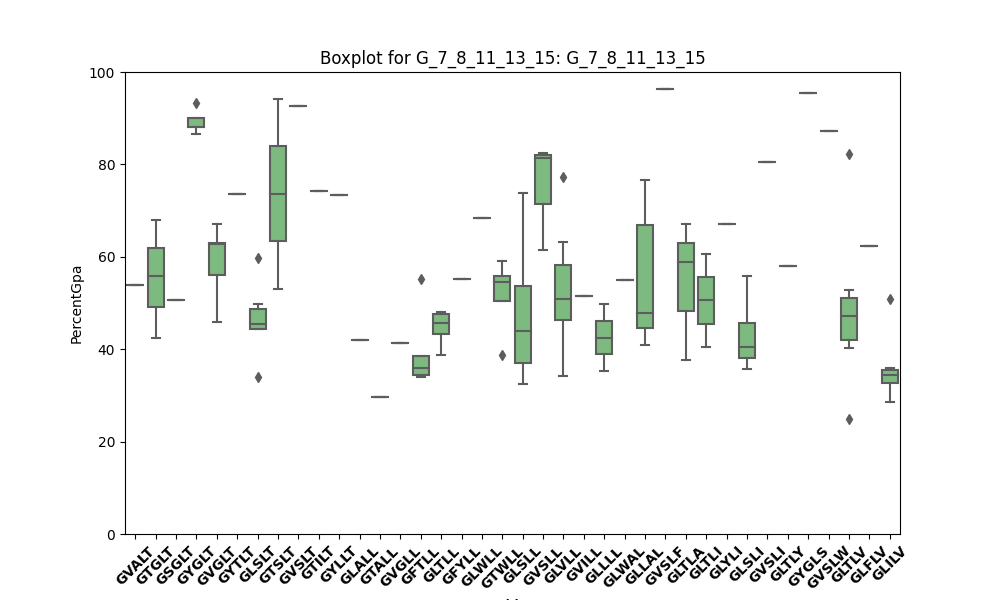 Boxplot for G_7_8_11_13_15: G_7_8_11_13_15
PercentGpa
100
80
60
40
20
0
GVALT
GTGLT
GSGLT
GYGLT
GVGLT
GYTLT
GLSLT
GTSLT
GVSLT
GTILT
GYLLT
GLALL
GTALL
GVGLL
GFTLL
GLTLL
GFYLL
GLWILL
GTWLL
GLSLL
GVSLL
GLVLL
GVILL
GLLLL
GLWAL
GLLAL
GVSLF
GLTLA
GLTLI
GLYLI
GLSLI
GVSLI
GLTLY
GYGLS
GVSLW
GLTLV
GLFLV
GLILV